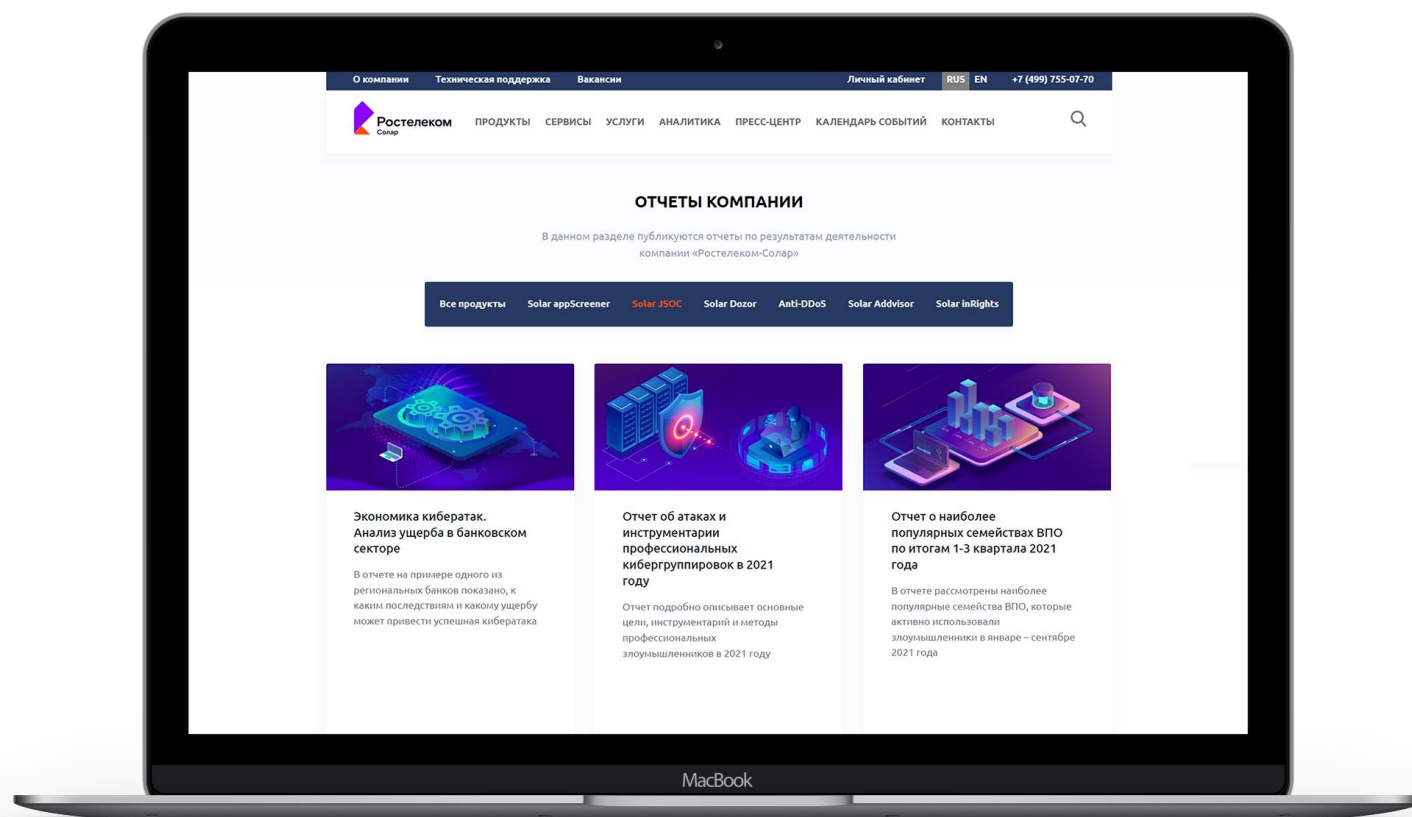 О компании Техническая поддержка Вакансии Личный кабинет RUS EN +7 (499) 755-07-70
Ростелеком
Солар
ПРОДУКТЫ СЕРВИСЫ УСЛУГИ АНАЛИТИКА ПРЕСС-ЦЕНТР КАЛЕНДАРЬ СОБЫТИЙ КОНТАКТЫ
ОТЧЕТЫ КОМПАНИИ
В данном разделе публикуются отчеты по результатам деятельности
компании «Ростелеком-Солар»
Все продукты Solar appScreener Solar JSOC Solar Dozor Anti-DDoS Solar Addvisor Solar inRights
Экономика кибератак.
Анализ ущерба в банковском
секторе
В отчете на примере одного из
региональных банков показано, к
каким последствиям и какому ущербу
может привести успешная кибератака
Отчет об атаках и
инструментарии
профессиональных
кибергруппировок в 2021
году
Отчет подробно описывает основные
цели, инструментарий и методы
профессиональных
злоумышленников в 2021 году
Отчет о наиболее
популярных семействах ВПО
по итогам 1-3 квартала 2021
года
В отчете рассмотрены наиболее
популярные семейства ВПО, которые
активно использовали
злоумышленники в январе – сентябре
2021 года
MacBook